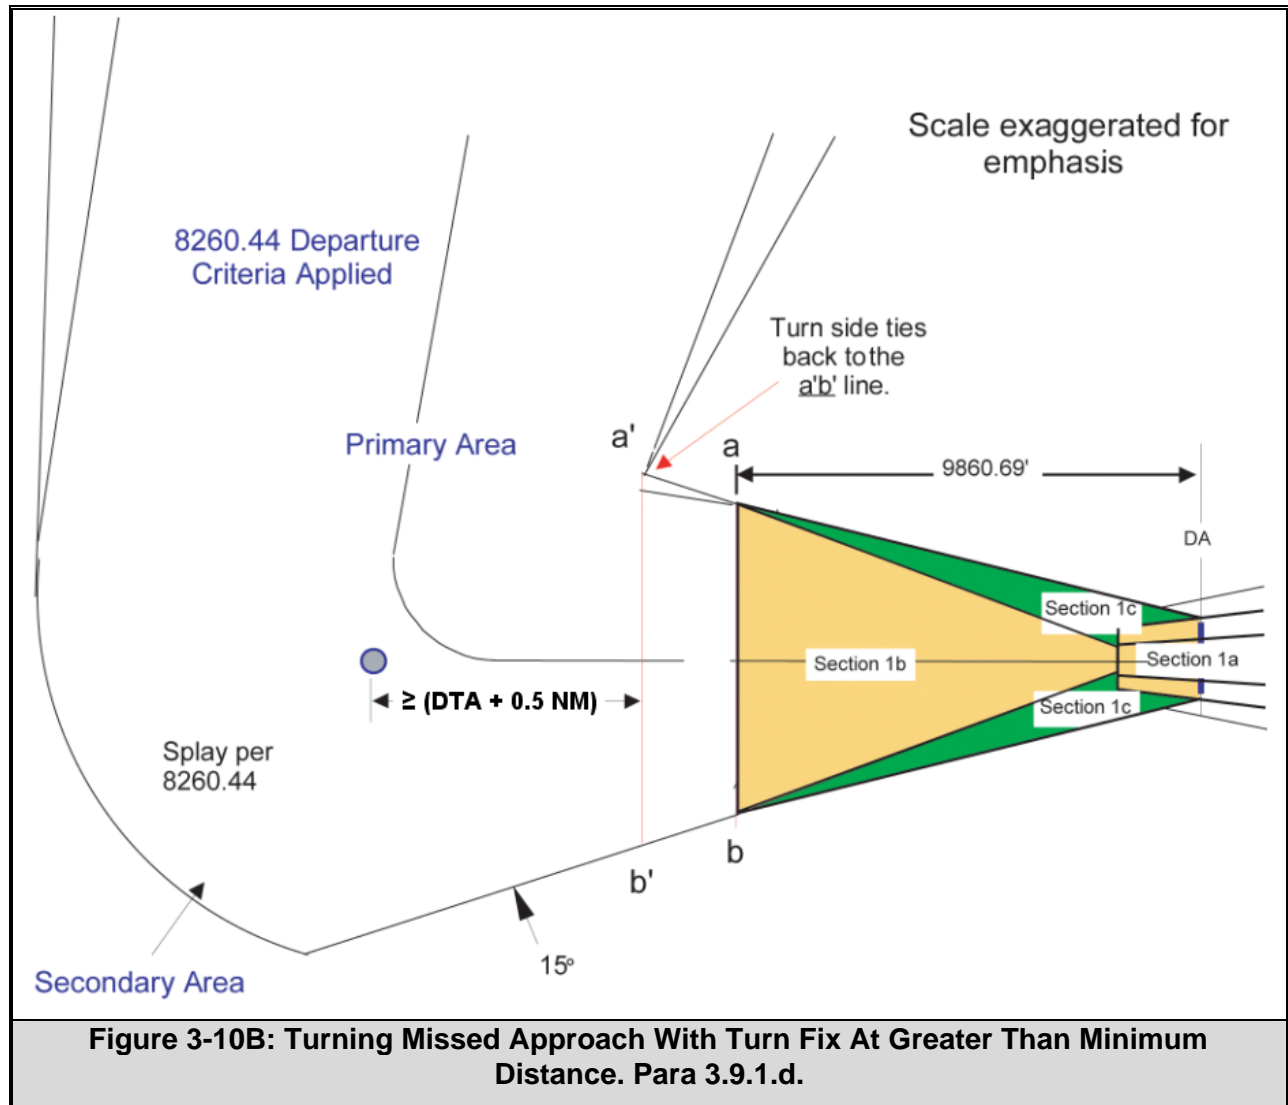 Scale exaggerated for
emphasis
8260.44 Departure
Criteria Applied
Turn side ties
back to the
a'b' line.
Primary Area
a'
a
9860.69'
DA
Section 1c
Section 1b
Section 1a
Section 1c
≥ (DTA + 0.5 NM)
Splay per
8260.44
b
b'
15°
Secondary Area
Figure 3-10B: Turning Missed Approach With Turn Fix At Greater Than Minimum
Distance. Para 3.9.1.d.